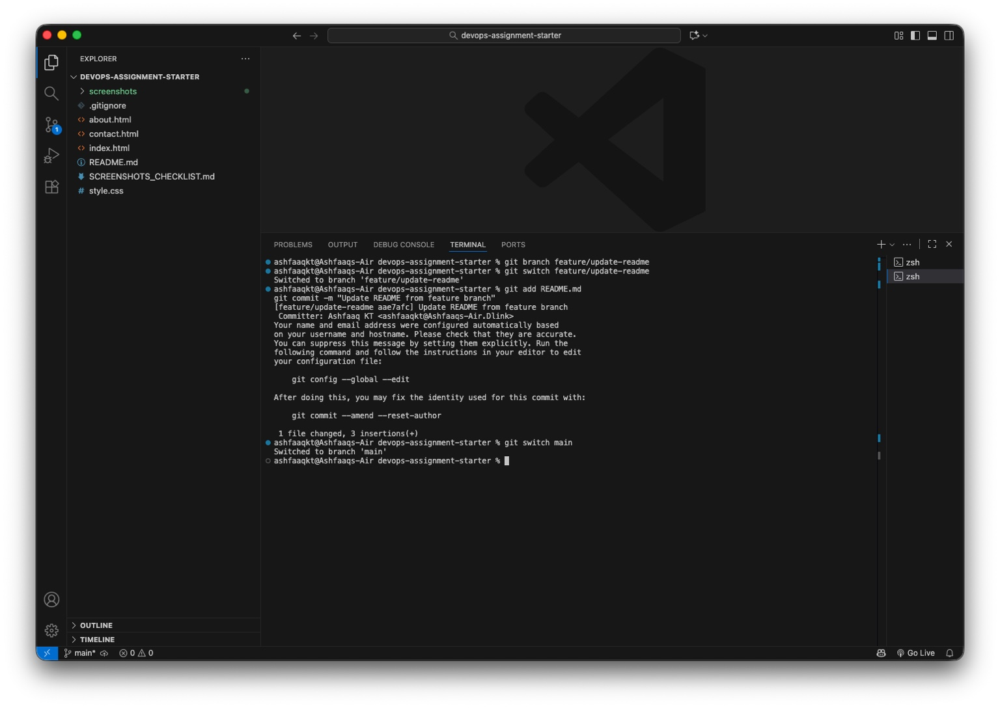 devops-assignment-starter
EXPLORER
DEVOPS-ASSIGNMENT-STARTER
screenshots
.gitignore
about.html
contact.html
index.html
README.md
SCREENSHOTS_CHECKLIST.md
style.css
1
PROBLEMS OUTPUT DEBUG CONSOLE TERMINAL PORTS
ashfaaqkt@Ashfaaqs-Air devops-assignment-starter % git branch feature/update-readme
ashfaaqkt@Ashfaaqs-Air devops-assignment-starter % git switch feature/update-readme
Switched to branch 'feature/update-readme'
ashfaaqkt@Ashfaaqs-Air devops-assignment-starter % git add README.md
git commit -m "Update README from feature branch"
[feature/update-readme aae7afc] Update README from feature branch
Committer: Ashfaaq KT <ashfaaqkt@Ashfaaqs-Air.Dlink>
Your name and email address were configured automatically based
on your username and hostname. Please check that they are accurate.
You can suppress this message by setting them explicitly. Run the
following command and follow the instructions in your editor to edit
your configuration file:
git config --global --edit
After doing this, you may fix the identity used for this commit with:
git commit --amend --reset-author
1 file changed, 3 insertions(+)
ashfaaqkt@Ashfaaqs-Air devops-assignment-starter % git switch main
Switched to branch 'main'
ashfaaqkt@Ashfaaqs-Air devops-assignment-starter %
zsh
zsh
OUTLINE
TIMELINE
main* 0 0 Go Live